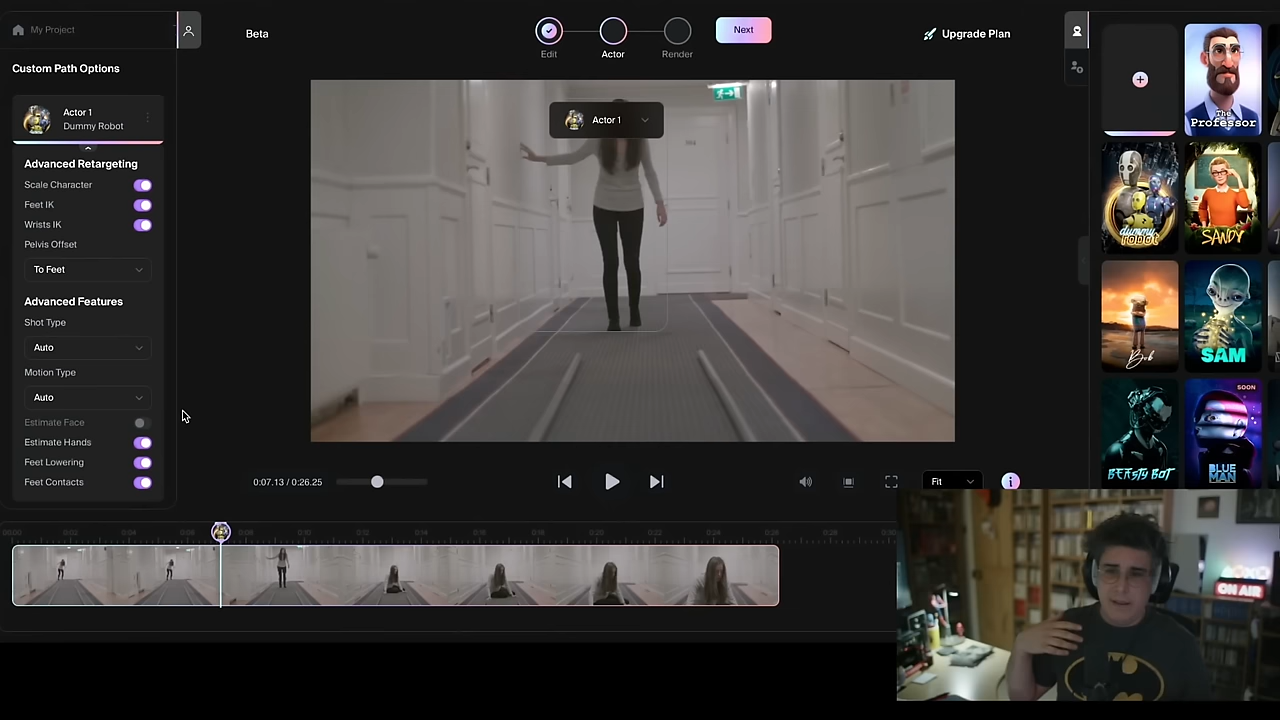 My Project
Beta
Edit
Actor
Render
Next
Upgrade Plan
Custom Path Options
Actor 1
Dummy Robot
Advanced Retargeting
Scale Character
Feet IK
Wrists IK
Pelvis Offset
To Feet
Advanced Features
Shot Type
Auto
Motion Type
Auto
Estimate Face
Estimate Hands
Feet Lowering
Feet Contacts
Actor 1
0:07.13 / 0:26.25
Fit
The
Professor
dummy
robot
SANDY
Bob
SAM
BEASTY BOT
SOON
BLUE
MAN
ON AIR